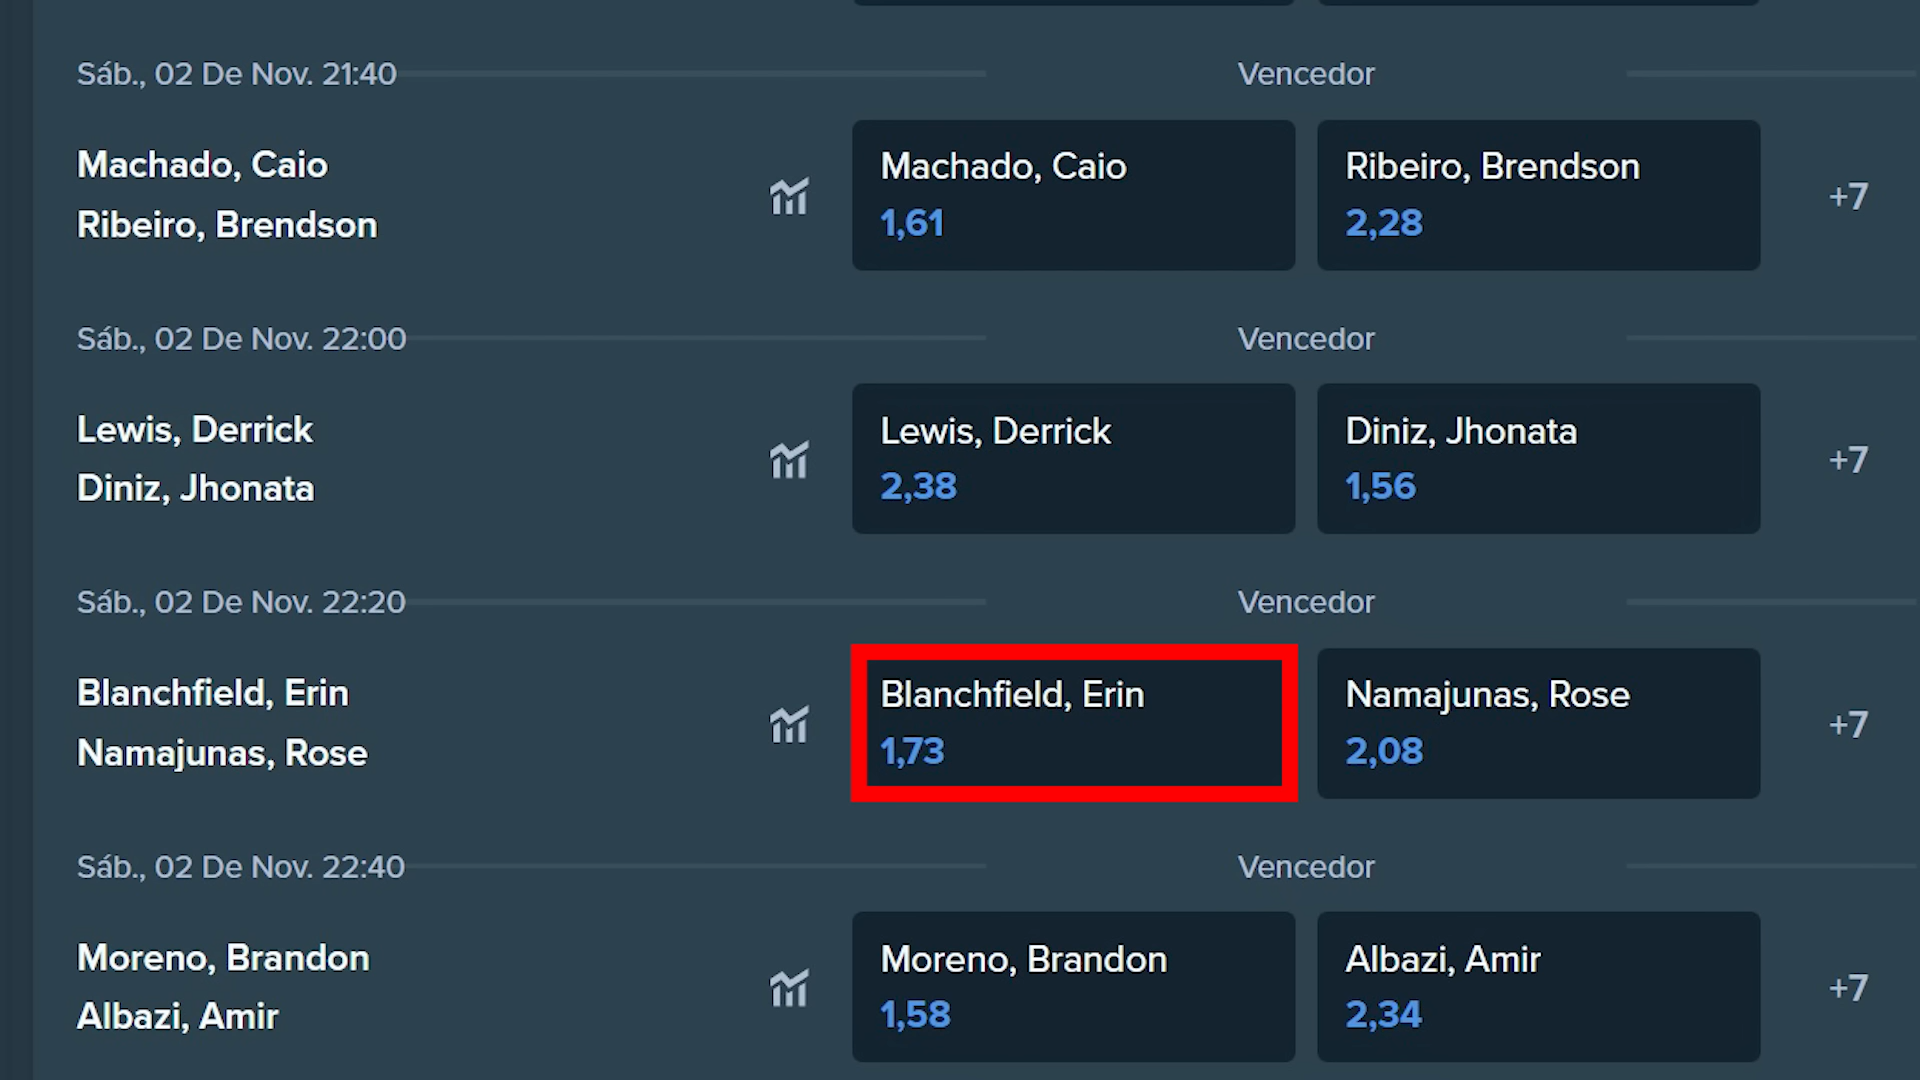 Sáb., 02 De Nov. 21:40
Vencedor
Machado, Caio
Ribeiro, Brendson
Machado, Caio
1,61
Ribeiro, Brendson
2,28
+7
Sáb., 02 De Nov. 22:00
Vencedor
Lewis, Derrick
Diniz, Jhonata
Lewis, Derrick
2,38
Diniz, Jhonata
1,56
+7
Sáb., 02 De Nov. 22:20
Vencedor
Blanchfield, Erin
Namajunas, Rose
Blanchfield, Erin
1,73
Namajunas, Rose
2,08
+7
Sáb., 02 De Nov. 22:40
Vencedor
Moreno, Brandon
Albazi, Amir
Moreno, Brandon
1,58
Albazi, Amir
2,34
+7